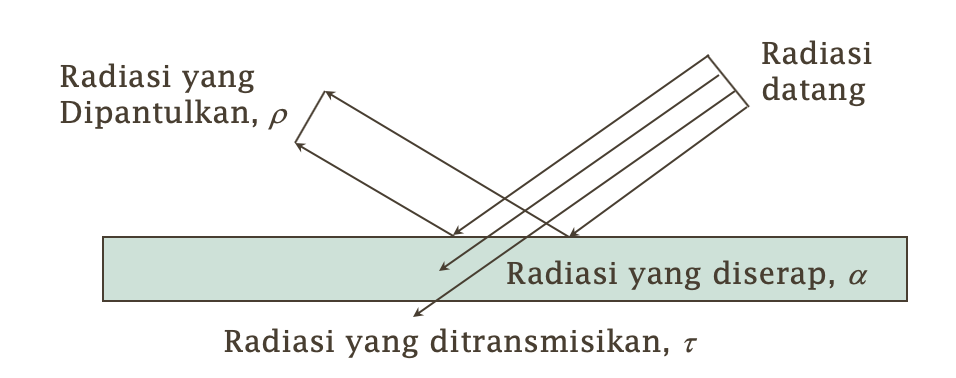 Radiasi yang
Dipantulkan, ρ
Radiasi
datang
Radiasi yang diserap, α
Radiasi yang ditransmisikan, τ